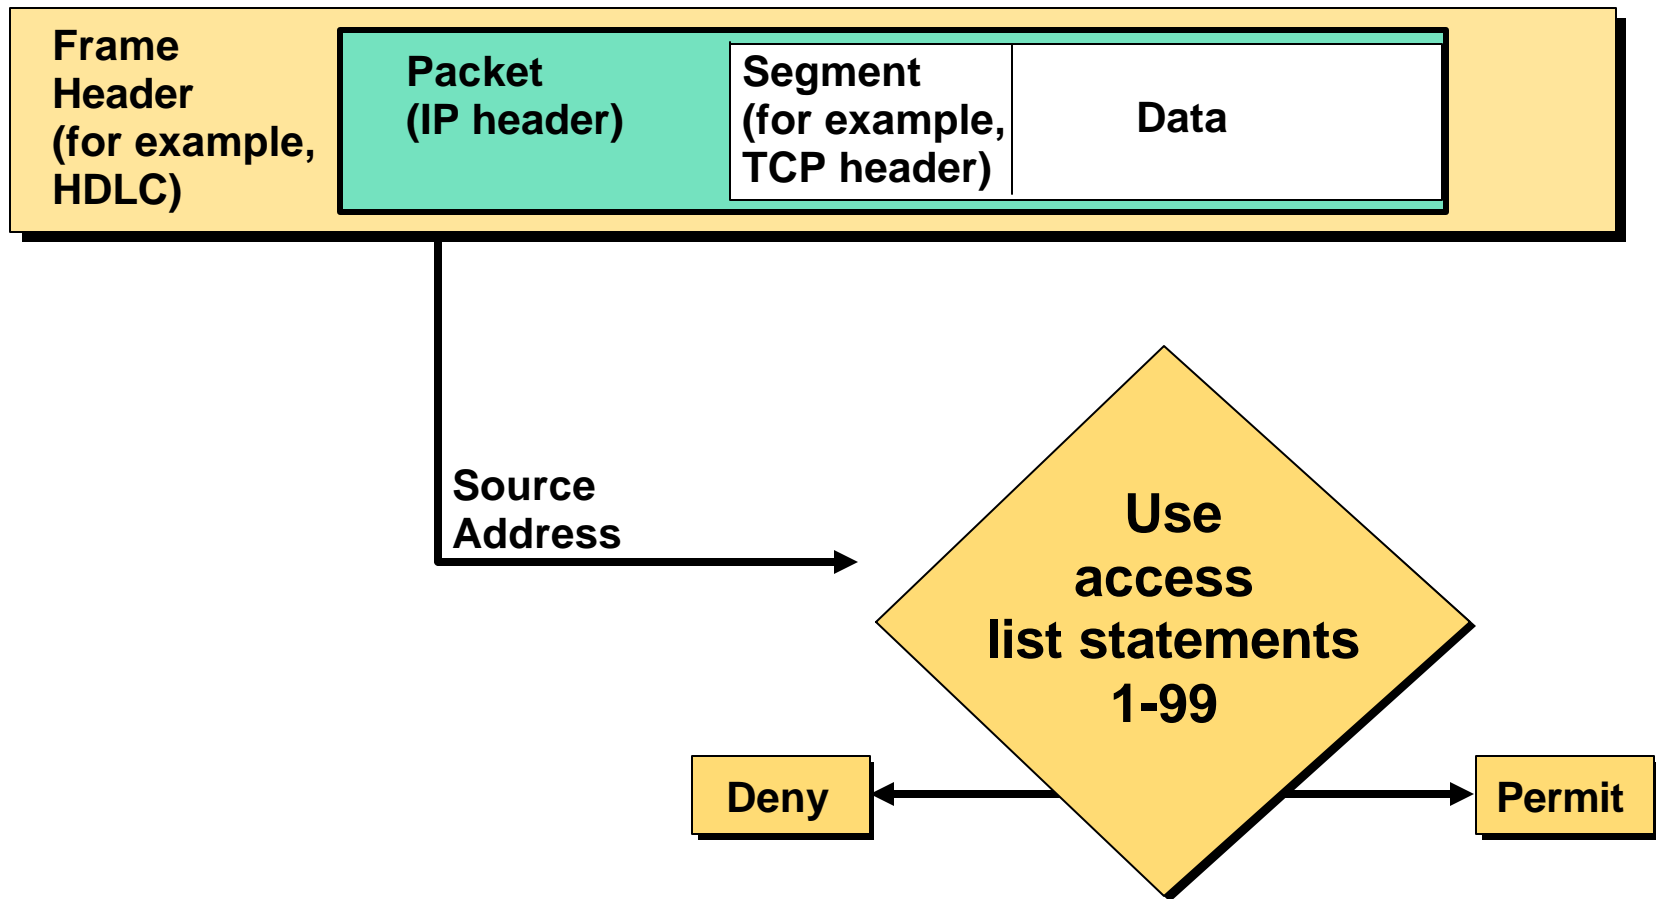 Frame
Header
(for example,
HDLC)
Packet
(IP header)
Segment
(for example,
TCP header)
Data
Source
Address
Use
access
list statements
1-99
Deny
Permit